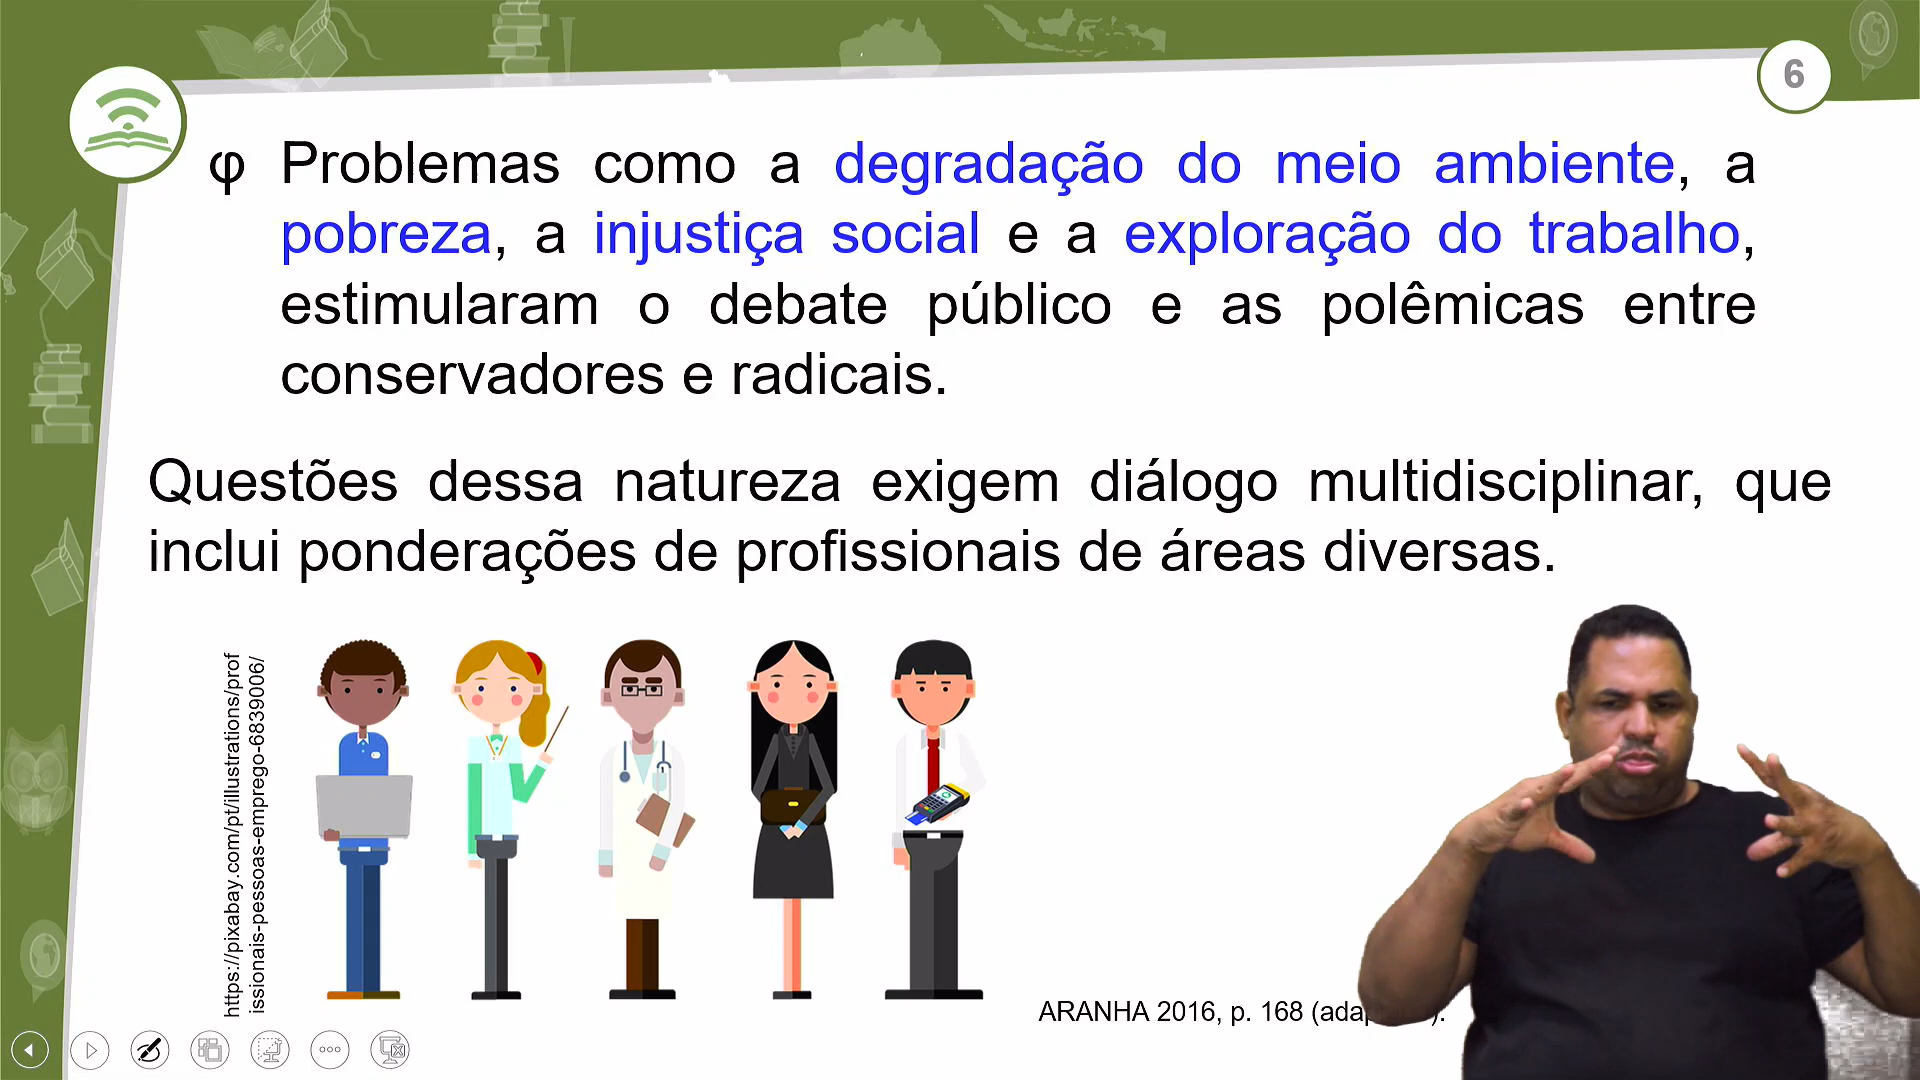 6
φ Problemas como a degradação do meio ambiente, a
pobreza, a injustiça social e a exploração do trabalho,
estimularam o debate público e as polêmicas entre
conservadores e radicais.
Questões dessa natureza exigem diálogo multidisciplinar, que
inclui ponderações de profissionais de áreas diversas.
https://pixabay.com/pt/illustrations/prof
issionais-pessoas-emprego-6839006/
ARANHA 2016, p. 168